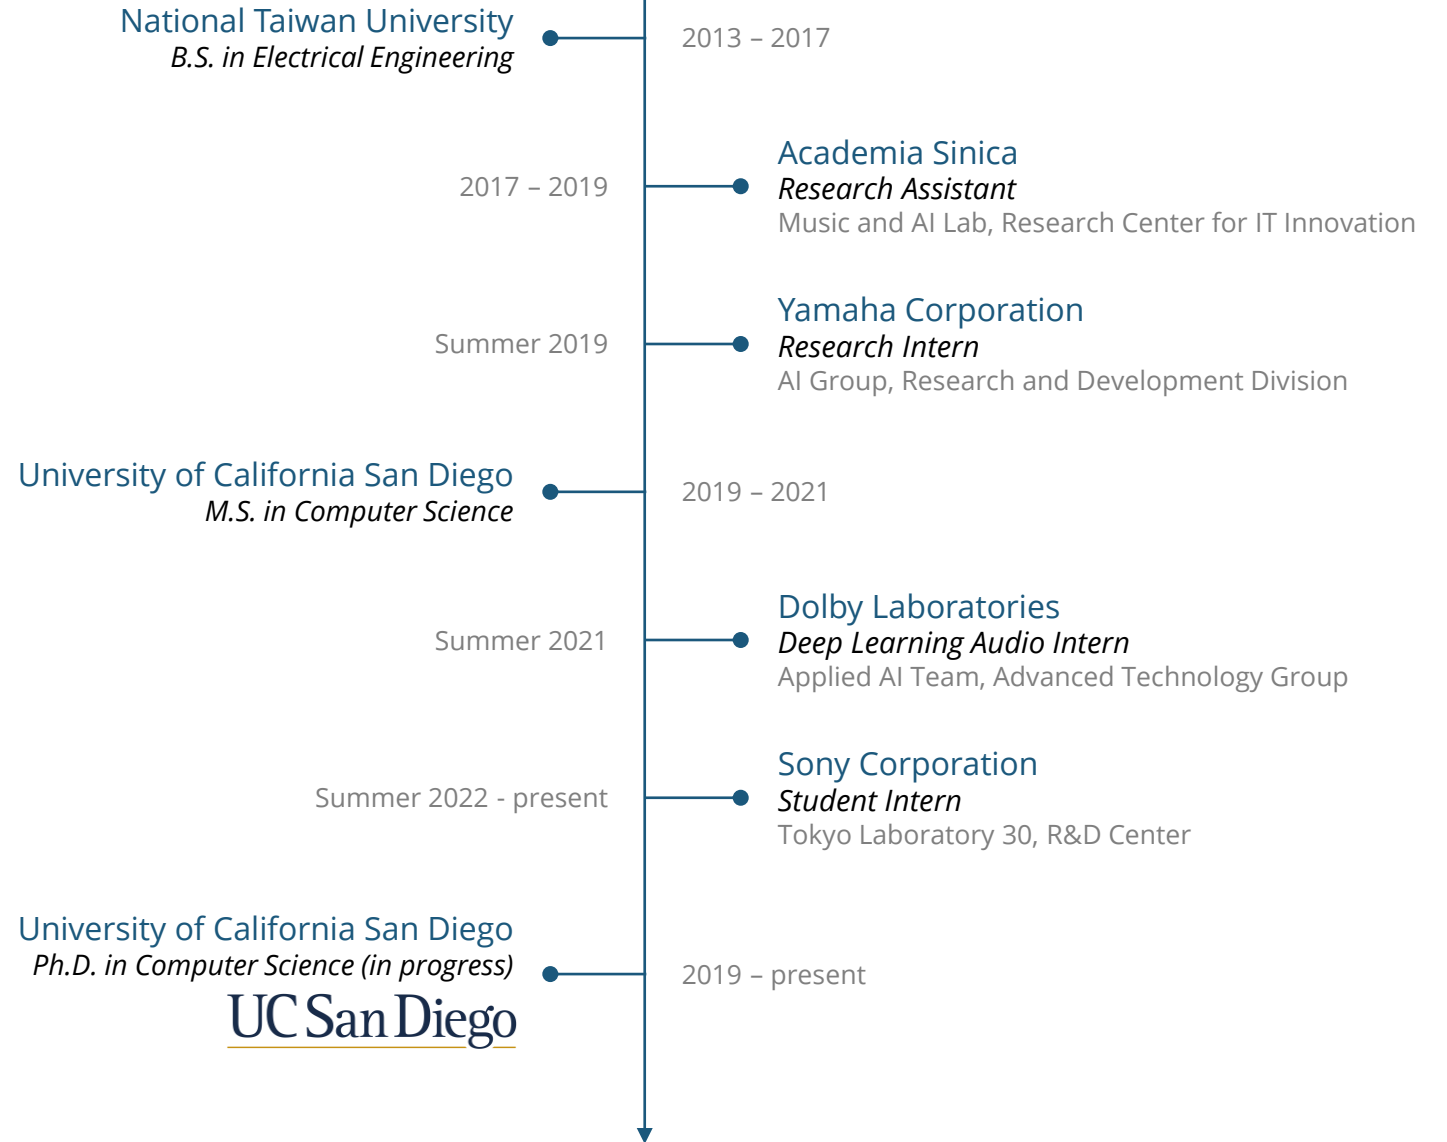 National Taiwan University
B.S. in Electrical Engineering
2013 – 2017
2017 – 2019
Academia Sinica
Research Assistant
Music and AI Lab, Research Center for IT Innovation
Summer 2019
Yamaha Corporation
Research Intern
AI Group, Research and Development Division
University of California San Diego
M.S. in Computer Science
2019 – 2021
Summer 2021
Dolby Laboratories
Deep Learning Audio Intern
Applied AI Team, Advanced Technology Group
Summer 2022 - present
Sony Corporation
Student Intern
Tokyo Laboratory 30, R&D Center
University of California San Diego
Ph.D. in Computer Science (in progress)
2019 – present
UC San Diego